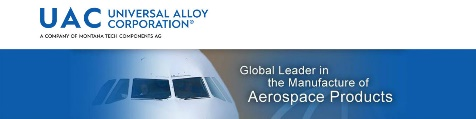 UAC UNIVERSAL ALLOY
CORPORATION®
A COMPANY OF MONTANA TECH COMPONENTS AG
Global Leader in
the Manufacture of
Aerospace Products